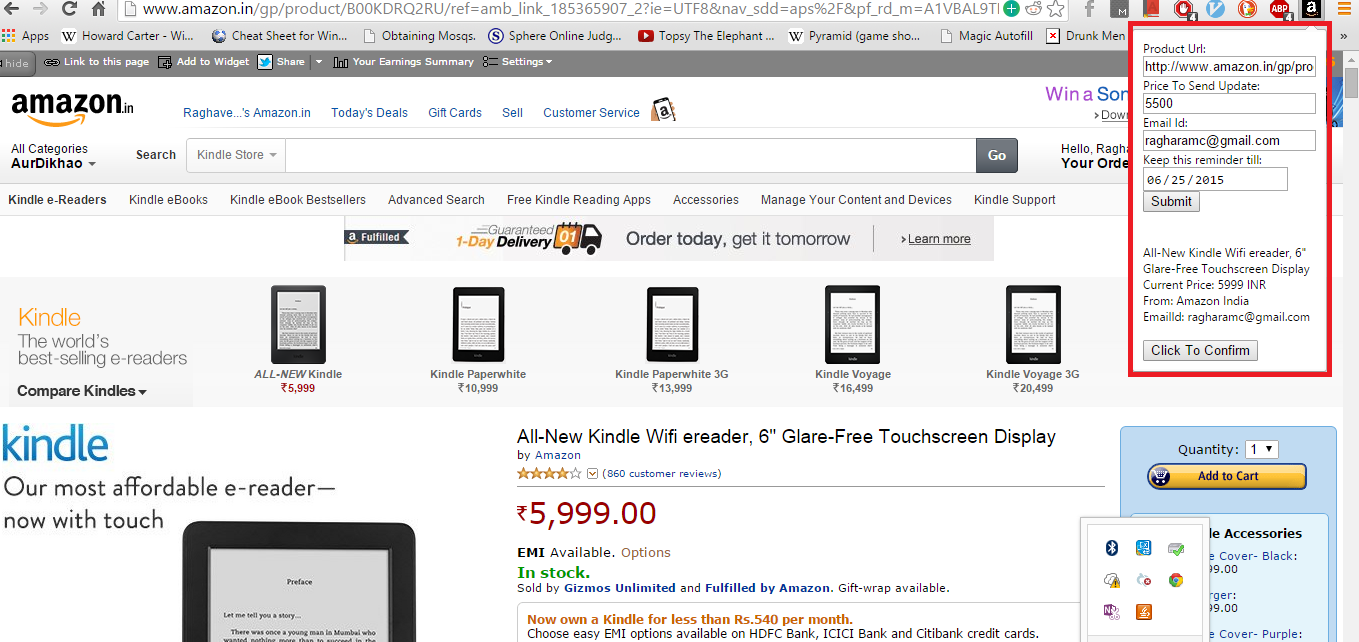 www.amazon.in/gp/product/B00KDRQ2RU/ref=amb_link_185365907_2?ie=UTF8&nav_sdd=aps%2F&pf_rd_m=A1VBAL9TI
Apps Howard Carter - Wi... Cheat Sheet for Win... Obtaining Mosqs. Sphere Online Judg... Topsy The Elephant ... Pyramid (game sho... Magic Autofill Drunk Men »
hide Link to this page Add to Widget Share Your Earnings Summary Settings
Product Url:
http://www.amazon.in/gp/pro
Price To Send Update:
5500
Email Id:
ragharamc@gmail.com
Keep this reminder till:
06/25/2015
Submit
All-New Kindle Wifi ereader, 6"
Glare-Free Touchscreen Display
Current Price: 5999 INR
From: Amazon India
EmailId: ragharamc@gmail.com
Click To Confirm
amazon.in
Raghave...'s Amazon.in Today's Deals Gift Cards Sell Customer Service
Win a Son
All Categories
AurDikhao
Search Kindle Store Go
Hello, Ragha
Your Orde
Kindle e-Readers Kindle eBooks Kindle eBook Bestsellers Advanced Search Free Kindle Reading Apps Accessories Manage Your Content and Devices Kindle Support
a Fulfilled Guaranteed
1-Day Delivery 01 Order today, get it tomorrow › Learn more
Kindle
The world's
best-selling e-readers
Compare Kindles
ALL-NEW Kindle
₹5,999
Kindle Paperwhite
₹10,999
Kindle Paperwhite 3G
₹13,999
Kindle Voyage
₹16,499
Kindle Voyage 3G
₹20,499
kindle
Our most affordable e-reader—
now with touch
Preface
Let me tell you a story...
There was once a young man in Mumbai who
All-New Kindle Wifi ereader, 6" Glare-Free Touchscreen Display
by Amazon
(860 customer reviews)
₹5,999.00
EMI Available. Options
In stock.
Sold by Gizmos Unlimited and Fulfilled by Amazon. Gift-wrap available.
Now own a Kindle for less than Rs.540 per month.
Choose easy EMI options available on HDFC Bank, ICICI Bank and Citibank credit cards.
Quantity: 1
Add to Cart
Accessories
Cover- Black:
99.00
99.00
Cover- Purple: